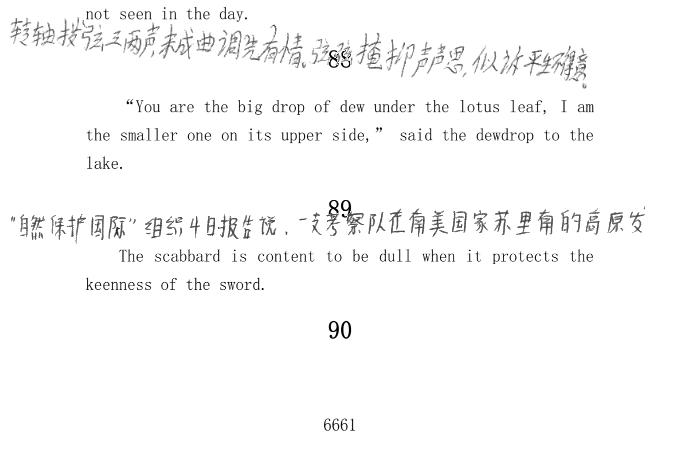 not seen in the day.
转轴拨弦三两声,未成曲调先有情。弦弦掩抑声声思,似诉平生不得意。
88
“You are the big drop of dew under the lotus leaf, I am
the smaller one on its upper side,” said the dewdrop to the
lake.
89
“自然保护国际”组织4日报告说,一支考察队在南美国家苏里南的高原发
The scabbard is content to be dull when it protects the
keenness of the sword.
90
6661